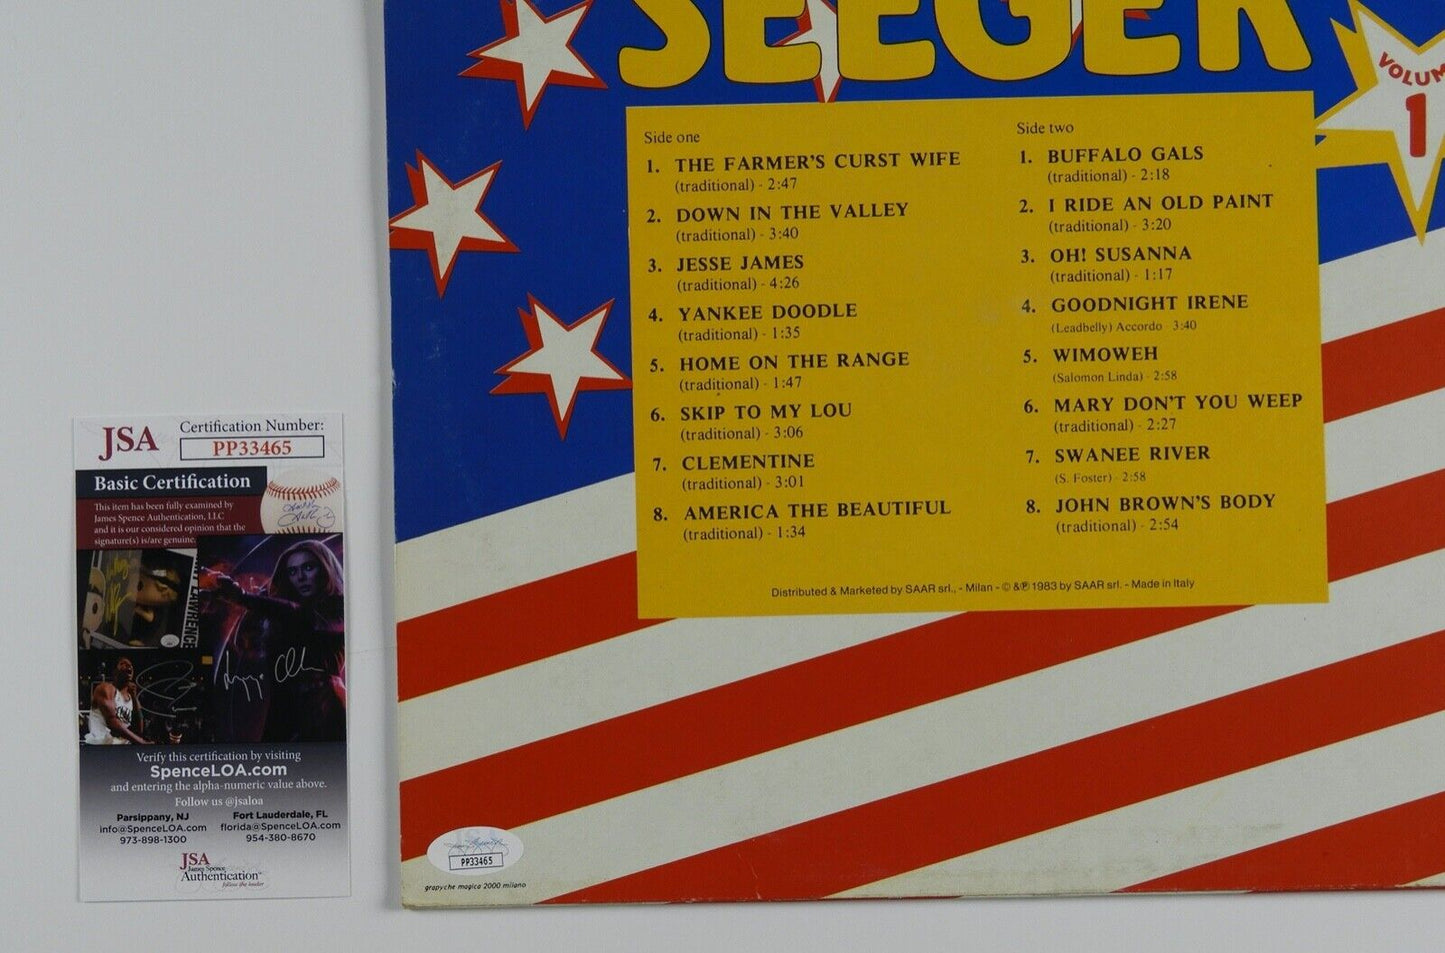 SEEGER
VOLUM
1
Side one
1. THE FARMER'S CURST WIFE
(traditional) - 2:47
2. DOWN IN THE VALLEY
(traditional) - 3:40
3. JESSE JAMES
(traditional) - 4:26
4. YANKEE DOODLE
(traditional) - 1:35
5. HOME ON THE RANGE
(traditional) - 1:47
6. SKIP TO MY LOU
(traditional) - 3:06
7. CLEMENTINE
(traditional) - 3:01
8. AMERICA THE BEAUTIFUL
(traditional) - 1:34
Side two
1. BUFFALO GALS
(traditional) - 2:18
2. I RIDE AN OLD PAINT
(traditional) - 3:20
3. OH! SUSANNA
(traditional) - 1:17
4. GOODNIGHT IRENE
(Leadbelly) Accordo - 3:40
5. WIMOWEH
(Salomon Linda) - 2:58
6. MARY DON'T YOU WEEP
(traditional) - 2:27
7. SWANEE RIVER
(S. Foster) - 2:58
8. JOHN BROWN'S BODY
(traditional) - 2:54
Distributed & Marketed by SAAR srl., - Milan - © & ℗ 1983 by SAAR srl. - Made in Italy
PP33465
grapyche magica 2000 milano
JSA
Certification Number:
PP33465
Basic Certification
This item has been fully examined by
James Spence Authentication, LLC
and it is our considered opinion that the
signature(s) is/are genuine.
LAWRENCE
Verify this certification by visiting
SpenceLOA.com
and entering the alpha-numeric value above.
Follow us @jsaloa
Parsippany, NJ
info@SpenceLOA.com
973-898-1300
Fort Lauderdale, FL
florida@SpenceLOA.com
954-380-8670
JSA
James Spence
Authentication™
follow the leader